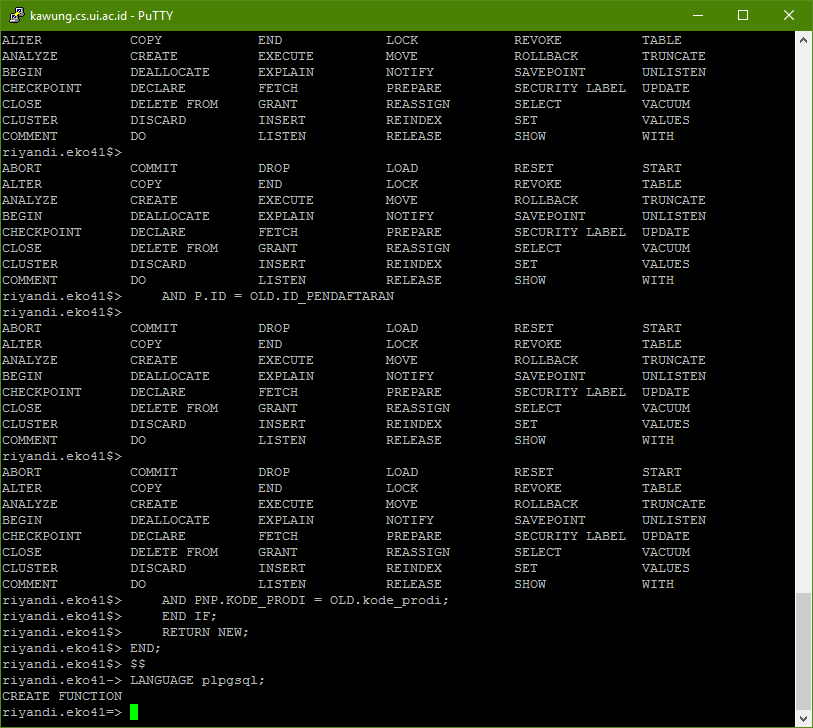 kawung.cs.ui.ac.id - PuTTY
ALTER COPY END LOCK REVOKE TABLE
ANALYZE CREATE EXECUTE MOVE ROLLBACK TRUNCATE
BEGIN DEALLOCATE EXPLAIN NOTIFY SAVEPOINT UNLISTEN
CHECKPOINT DECLARE FETCH PREPARE SECURITY LABEL UPDATE
CLOSE DELETE FROM GRANT REASSIGN SELECT VACUUM
CLUSTER DISCARD INSERT REINDEX SET VALUES
COMMENT DO LISTEN RELEASE SHOW WITH
riyandi.eko41$>
ABORT COMMIT DROP LOAD RESET START
ALTER COPY END LOCK REVOKE TABLE
ANALYZE CREATE EXECUTE MOVE ROLLBACK TRUNCATE
BEGIN DEALLOCATE EXPLAIN NOTIFY SAVEPOINT UNLISTEN
CHECKPOINT DECLARE FETCH PREPARE SECURITY LABEL UPDATE
CLOSE DELETE FROM GRANT REASSIGN SELECT VACUUM
CLUSTER DISCARD INSERT REINDEX SET VALUES
COMMENT DO LISTEN RELEASE SHOW WITH
riyandi.eko41$> AND P.ID = OLD.ID_PENDAFTARAN
riyandi.eko41$>
ABORT COMMIT DROP LOAD RESET START
ALTER COPY END LOCK REVOKE TABLE
ANALYZE CREATE EXECUTE MOVE ROLLBACK TRUNCATE
BEGIN DEALLOCATE EXPLAIN NOTIFY SAVEPOINT UNLISTEN
CHECKPOINT DECLARE FETCH PREPARE SECURITY LABEL UPDATE
CLOSE DELETE FROM GRANT REASSIGN SELECT VACUUM
CLUSTER DISCARD INSERT REINDEX SET VALUES
COMMENT DO LISTEN RELEASE SHOW WITH
riyandi.eko41$>
ABORT COMMIT DROP LOAD RESET START
ALTER COPY END LOCK REVOKE TABLE
ANALYZE CREATE EXECUTE MOVE ROLLBACK TRUNCATE
BEGIN DEALLOCATE EXPLAIN NOTIFY SAVEPOINT UNLISTEN
CHECKPOINT DECLARE FETCH PREPARE SECURITY LABEL UPDATE
CLOSE DELETE FROM GRANT REASSIGN SELECT VACUUM
CLUSTER DISCARD INSERT REINDEX SET VALUES
COMMENT DO LISTEN RELEASE SHOW WITH
riyandi.eko41$> AND PNP.KODE_PRODI = OLD.kode_prodi;
riyandi.eko41$> END IF;
riyandi.eko41$> RETURN NEW;
riyandi.eko41$> END;
riyandi.eko41$> $$
riyandi.eko41-> LANGUAGE plpgsql;
CREATE FUNCTION
riyandi.eko41=>